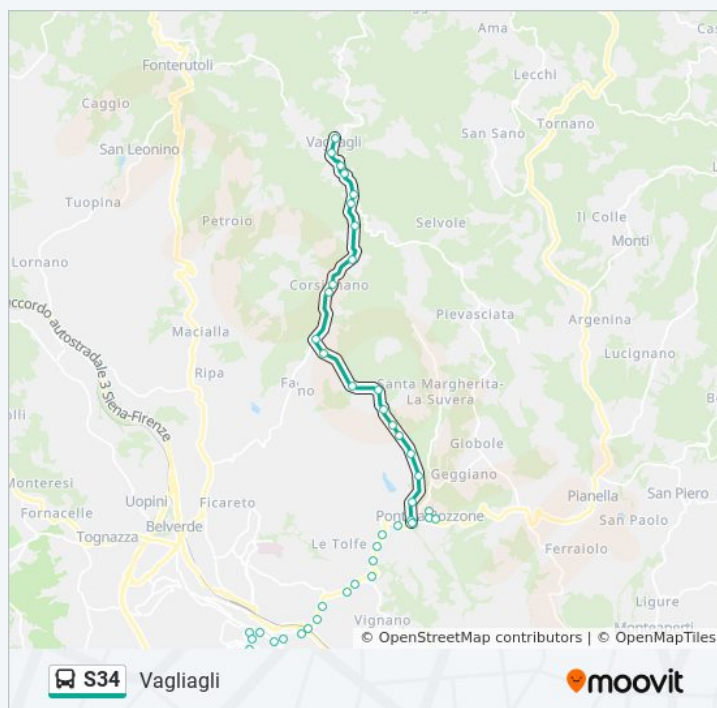 Ama
Cas
Fonterutoli
Lecchi
Caggio
Tornano
Vagliagli
San Sano
San Leonino
Tuopina
Selvole
Il Colle
Petroio
Monti
Lornano
Corsignano
Pievasciata
Argenina
Macialla
accordo autostradale 3 Siena-Firenze
Lucignano
Ripa
Santa Margherita-
La Suvera
Globole
Monteresi
Geggiano
Uopini
Ficareto
Pianella
San Piero
Fornacelle
Belverde
San Paolo
Tognazza
Le Tolfe
Ferraiolo
Ligure
Vignano
© OpenStreetMap contributors | © OpenMapTiles
S34
Vagliagli
moovit